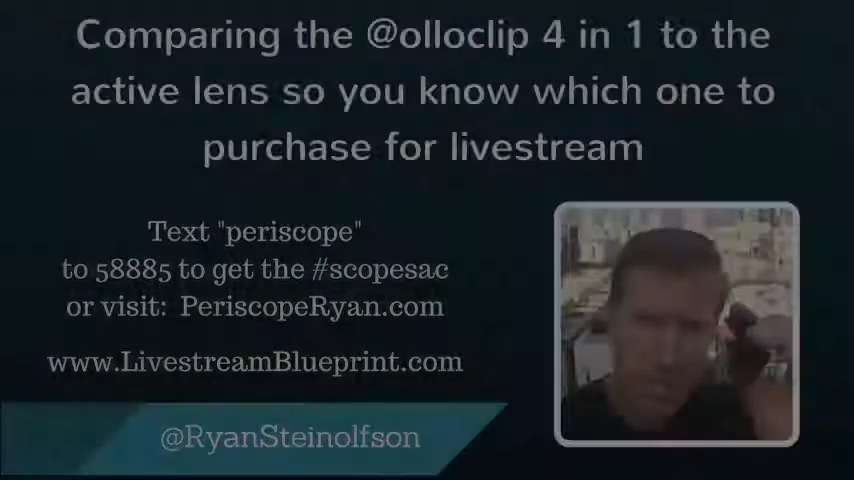 Comparing the @olloclip 4 in 1 to the
active lens so you know which one to
purchase for livestream
Text "periscope"
to 58885 to get the #scopesac
or visit: PeriscopeRyan.com
www.LivestreamBlueprint.com
@RyanSteinolfson